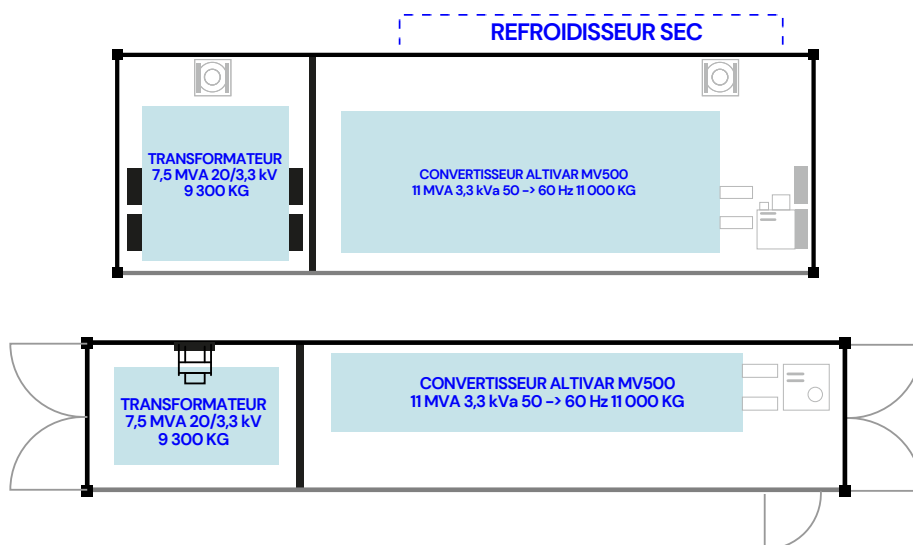 REFROIDISSEUR SEC
TRANSFORMATEUR
7,5 MVA 20/3,3 kV
9 300 KG
CONVERTISSEUR ALTIVAR MV500
11 MVA 3,3 kVa 50 -> 60 Hz 11 000 KG
TRANSFORMATEUR
7,5 MVA 20/3,3 kV
9 300 KG
CONVERTISSEUR ALTIVAR MV500
11 MVA 3,3 kVa 50 -> 60 Hz 11 000 KG